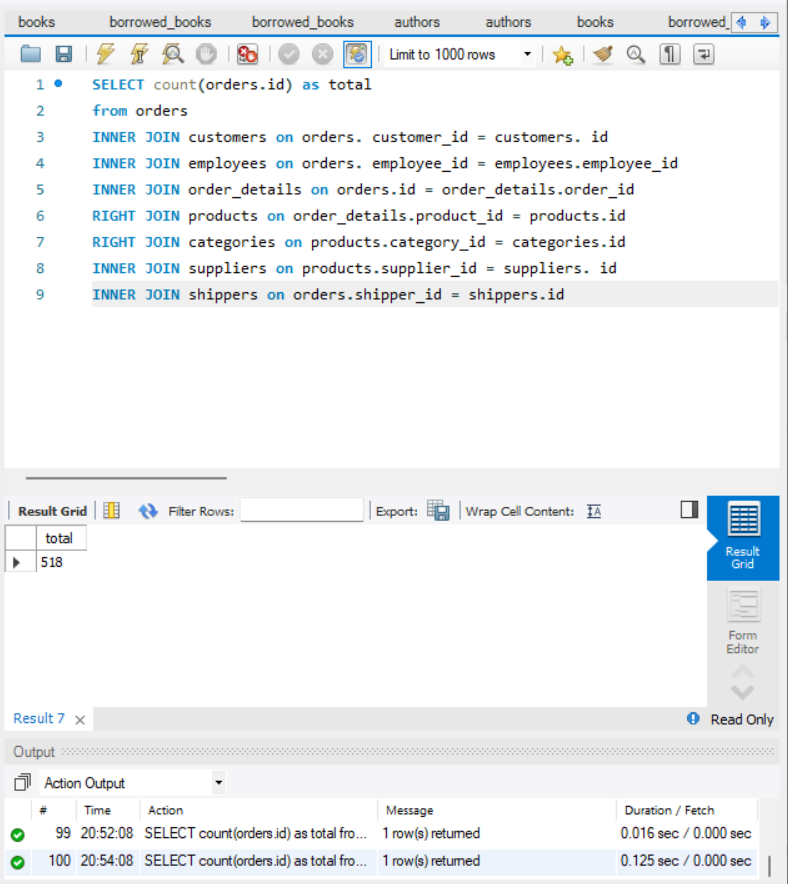 books borrowed_books borrowed_books authors authors books borrowed_
Limit to 1000 rows
1 SELECT count(orders.id) as total
2 from orders
3 INNER JOIN customers on orders. customer_id = customers. id
4 INNER JOIN employees on orders. employee_id = employees.employee_id
5 INNER JOIN order_details on orders.id = order_details.order_id
6 RIGHT JOIN products on order_details.product_id = products.id
7 RIGHT JOIN categories on products.category_id = categories.id
8 INNER JOIN suppliers on products.supplier_id = suppliers. id
9 INNER JOIN shippers on orders.shipper_id = shippers.id
Result Grid Filter Rows: Export: Wrap Cell Content: IA
total
518
Result
Grid
Form
Editor
Result 7 Read Only
Output
Action Output
# Time Action Message Duration / Fetch
99 20:52:08 SELECT count(orders.id) as total fro... 1 row(s) returned 0.016 sec / 0.000 sec
100 20:54:08 SELECT count(orders.id) as total fro... 1 row(s) returned 0.125 sec / 0.000 sec